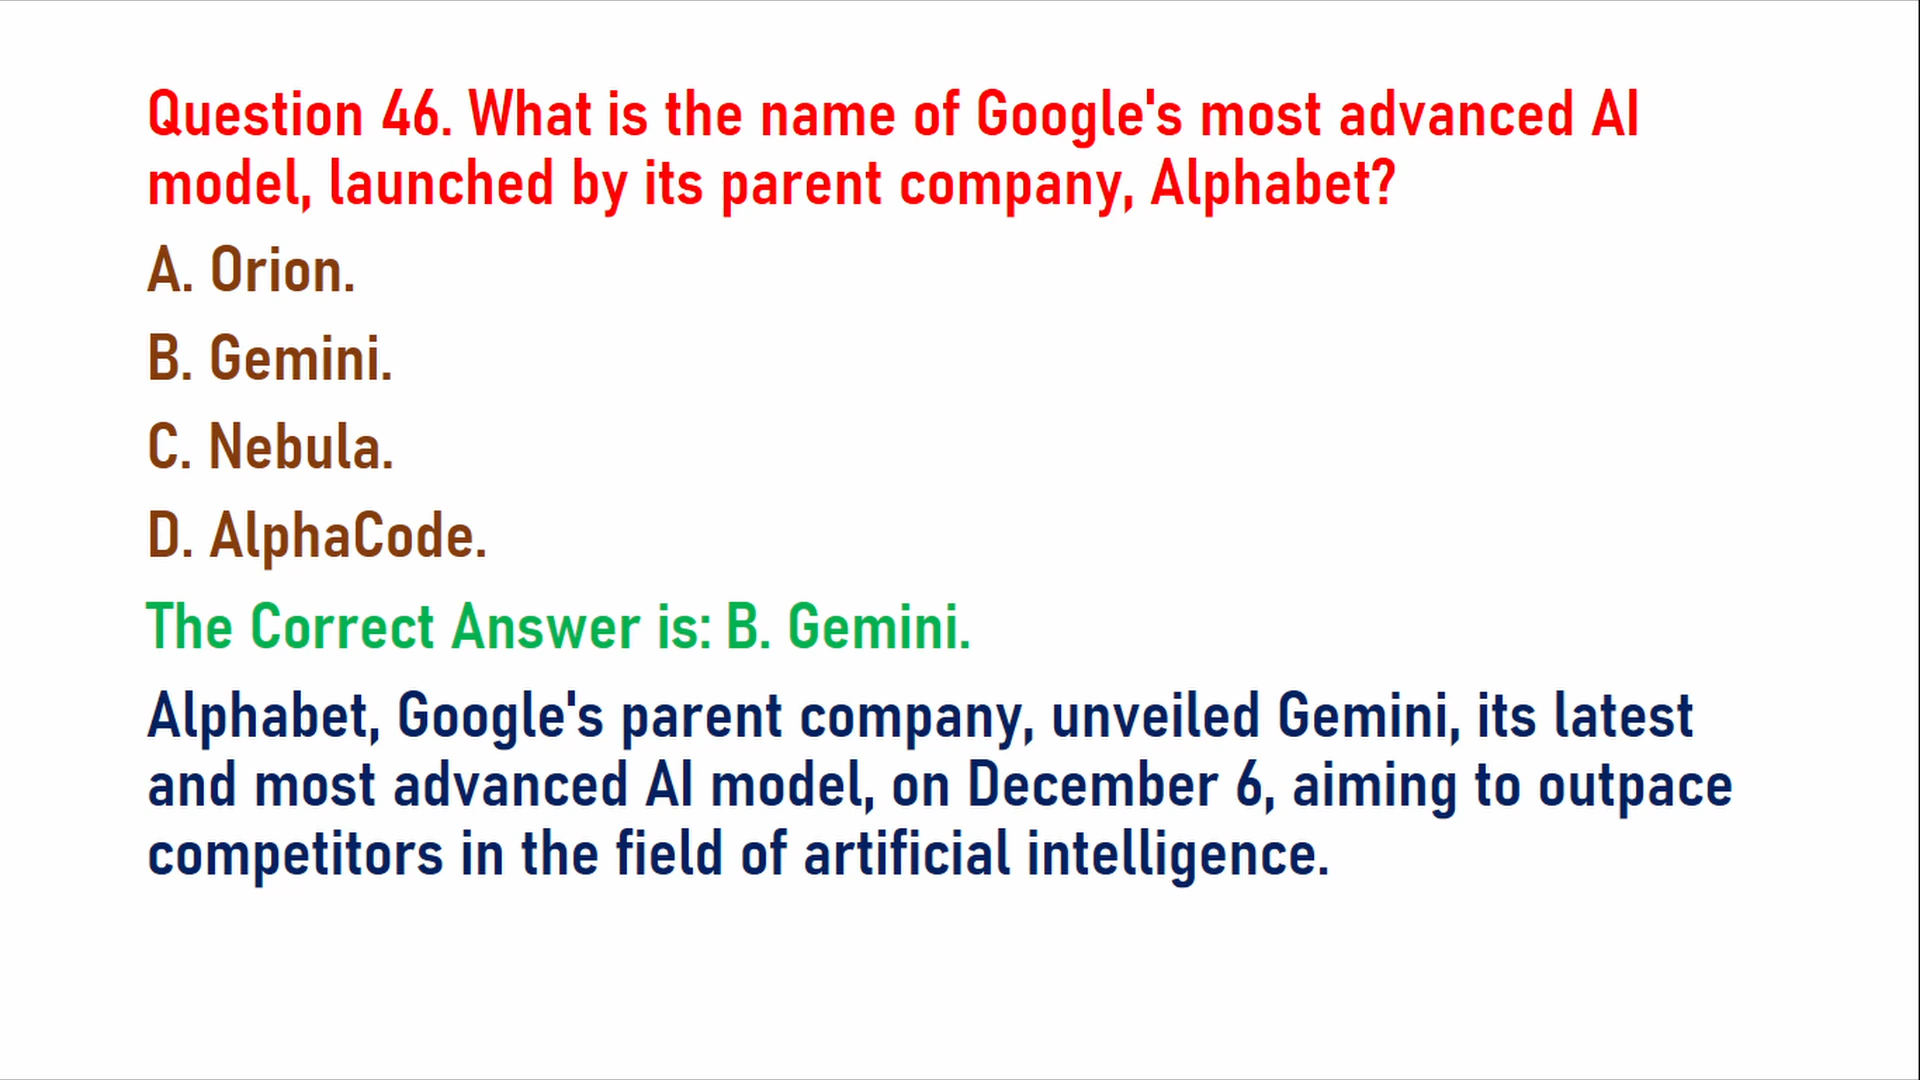 Question 46. What is the name of Google's most advanced AI
model, launched by its parent company, Alphabet?
A. Orion.
B. Gemini.
C. Nebula.
D. AlphaCode.
The Correct Answer is: B. Gemini.
Alphabet, Google's parent company, unveiled Gemini, its latest
and most advanced AI model, on December 6, aiming to outpace
competitors in the field of artificial intelligence.